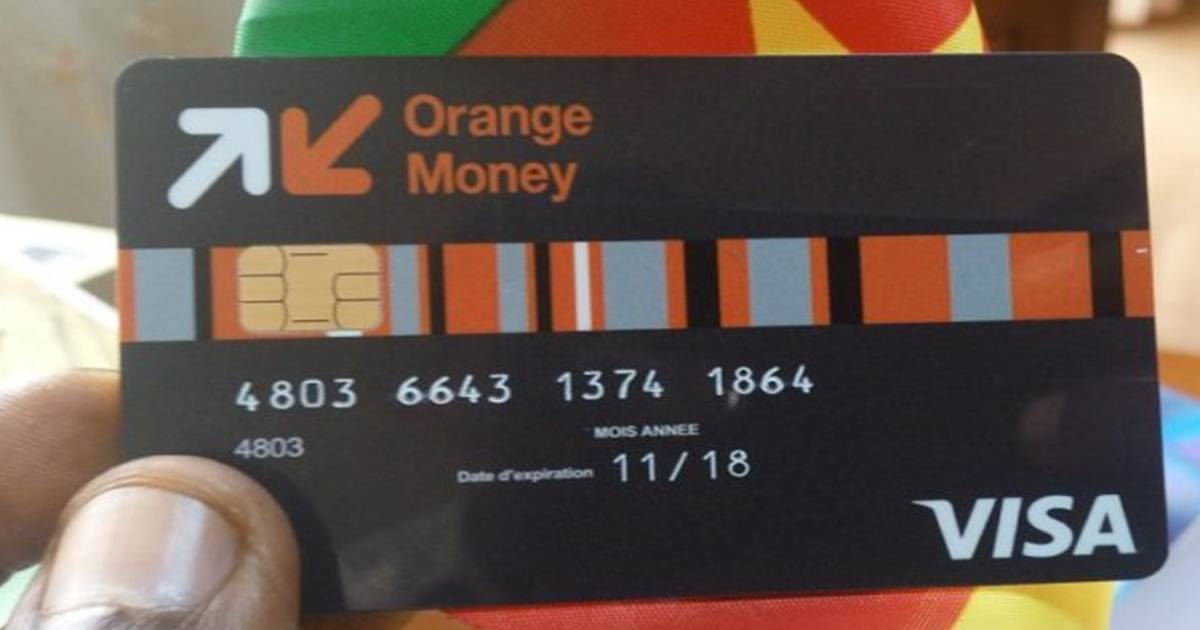 Orange
Money
4803 6643 1374 1864
4803
MOIS ANNEE
Date d'expiration 11/18
VISA